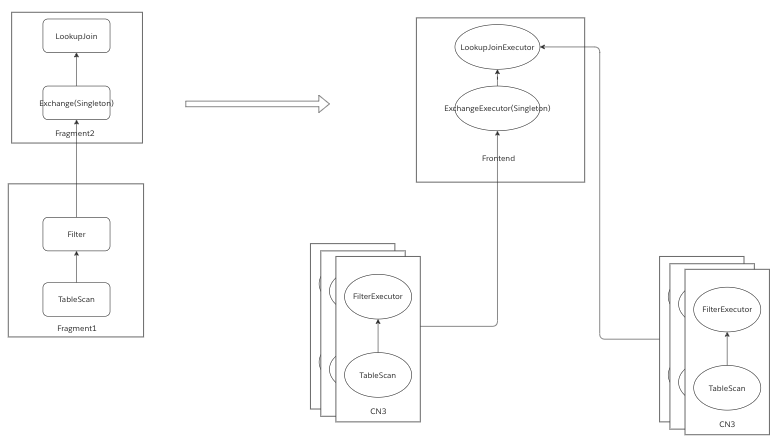 LookupJoin
Exchange(Singleton)
Fragment2
Filter
TableScan
Fragment1
LookupJoinExecutor
ExchangeExecutor(Singleton)
Frontend
FilterExecutor
TableScan
CN3
FilterExecutor
TableScan
CN3